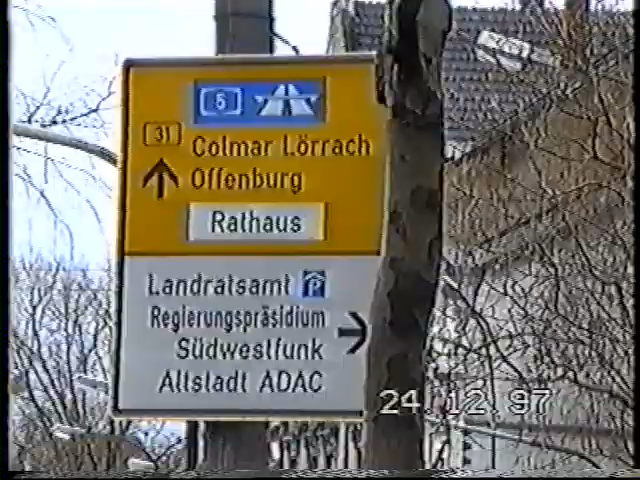 5
31
Colmar Lörrach
Offenburg
Rathaus
Landratsamt P
Regierungspräsidium
Südwestfunk
Altstadt ADAC
24.12.97